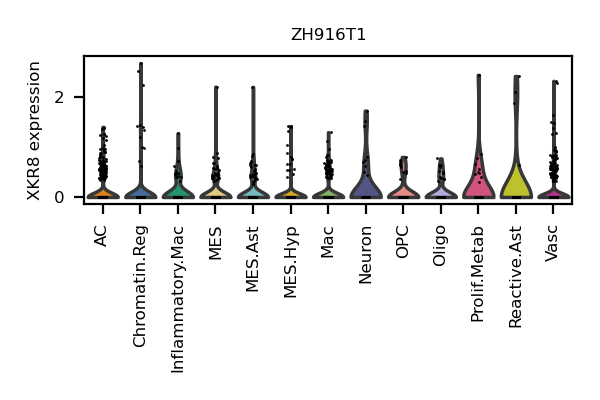 ZH916T1
XKR8 expression
2
0
AC
Chromatin.Reg
Inflammatory.Mac
MES
MES.Ast
MES.Hyp
Mac
Neuron
OPC
Oligo
Prolif.Metab
Reactive.Ast
Vasc